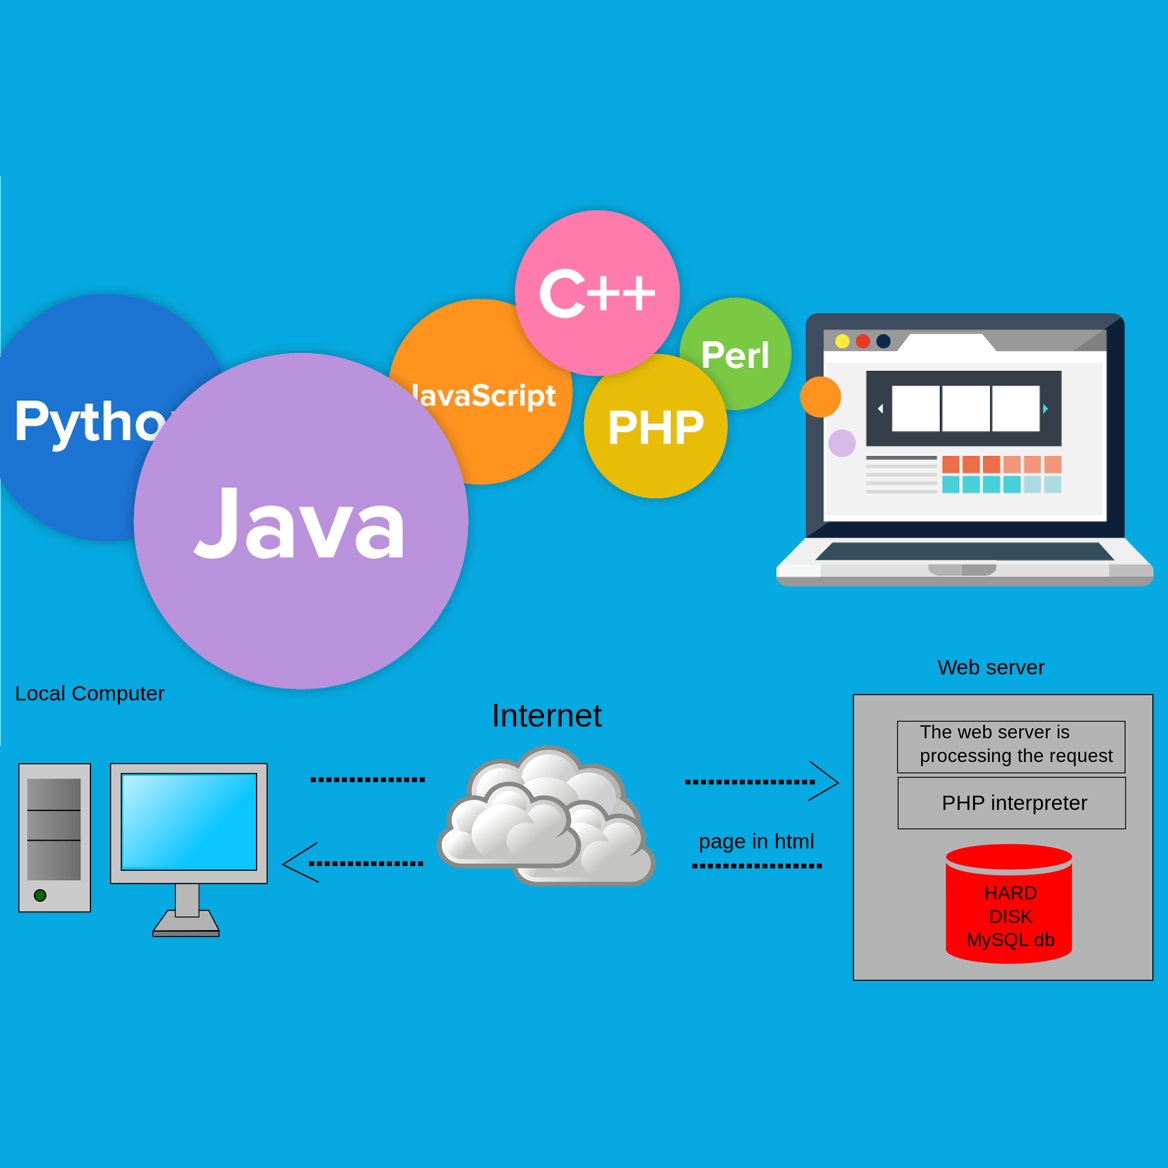 C++
Perl
JavaScript
Python
PHP
Java
Local Computer
Internet
Web server
The web server is
processing the request
PHP interpreter
page in html
HARD
DISK
MySQL db